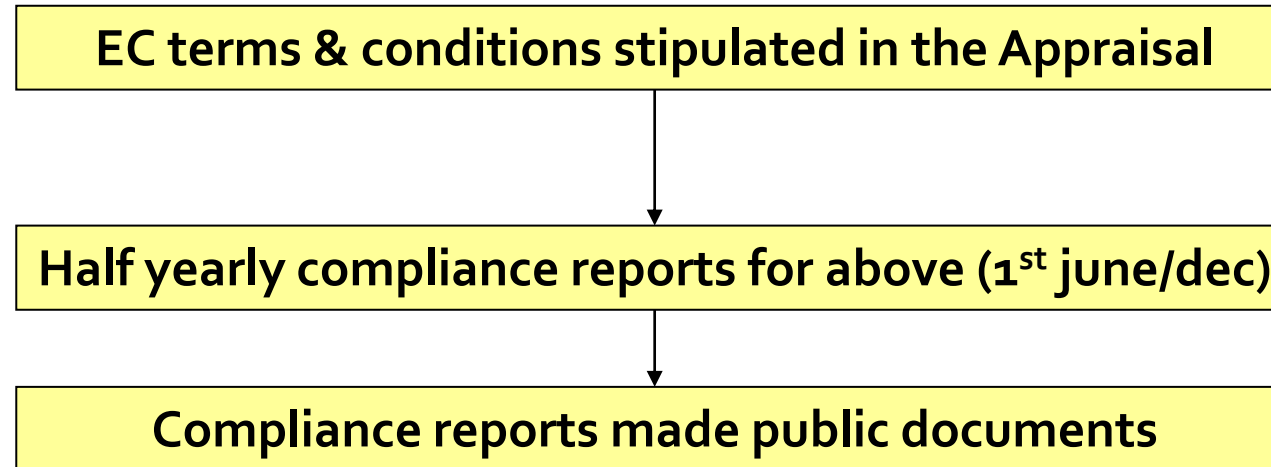 EC terms & conditions stipulated in the Appraisal
Half yearly compliance reports for above (1st june/dec)
Compliance reports made public documents